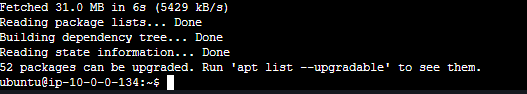 Fetched 31.0 MB in 6s (5429 kB/s)
Reading package lists... Done
Building dependency tree... Done
Reading state information... Done
52 packages can be upgraded. Run 'apt list --upgradable' to see them.
ubuntu@ip-10-0-0-134:~$